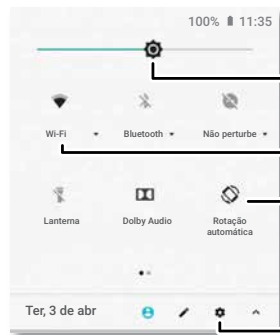 100% 11:35
Wi-Fi Bluetooth Não perturbe
Lanterna Dolby Audio Rotação
automática
Ter, 3 de abr